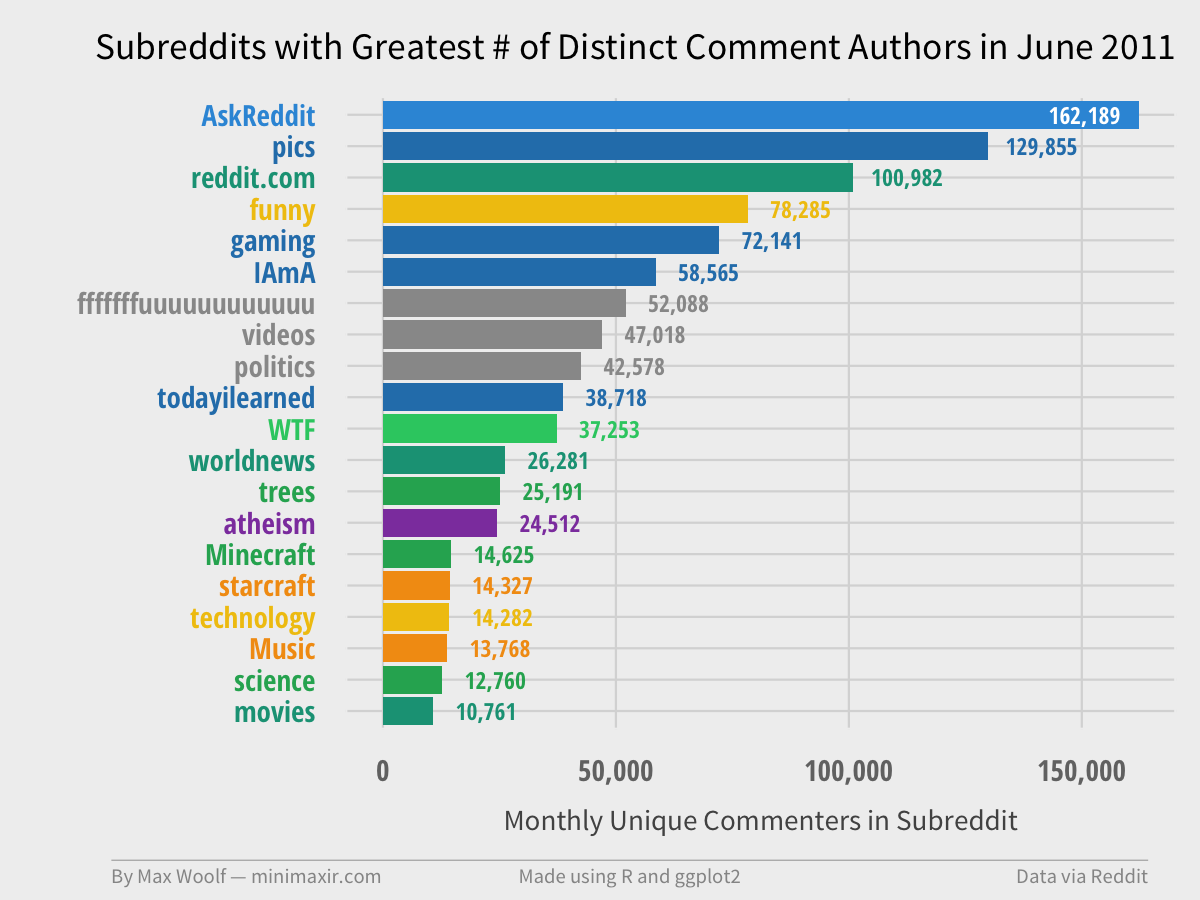 Subreddits with Greatest # of Distinct Comment Authors in June 2011
AskReddit 162,189
pics 129,855
reddit.com 100,982
funny 78,285
gaming 72,141
IAmA 58,565
fffffffuuuuuuuuuuuu 52,088
videos 47,018
politics 42,578
todayilearned 38,718
WTF 37,253
worldnews 26,281
trees 25,191
atheism 24,512
Minecraft 14,625
starcraft 14,327
technology 14,282
Music 13,768
science 12,760
movies 10,761
0 50,000 100,000 150,000
Monthly Unique Commenters in Subreddit
By Max Woolf — minimaxir.com Made using R and ggplot2 Data via Reddit